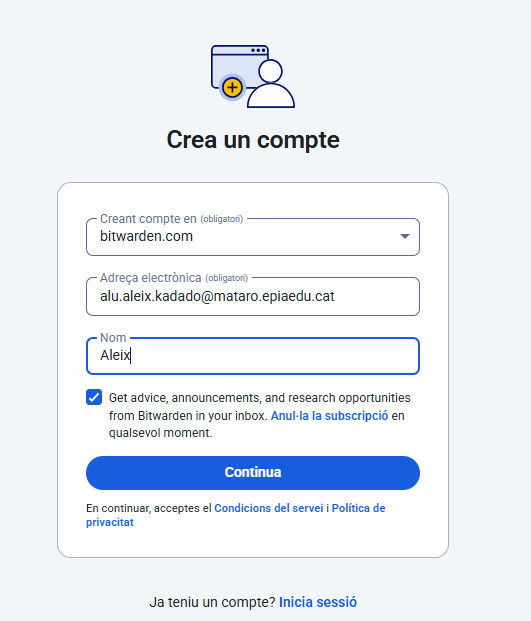 Crea un compte
Creant compte en (obligatori)
bitwarden.com
Adreça electrònica (obligatori)
alu.aleix.kadado@mataro.epiaedu.cat
Nom
Aleix
Get advice, announcements, and research opportunities
from Bitwarden in your inbox. Anul·la la subscripció en
qualsevol moment.
Continua
En continuar, acceptes el Condicions del servei i Política de
privacitat
Ja teniu un compte? Inicia sessió